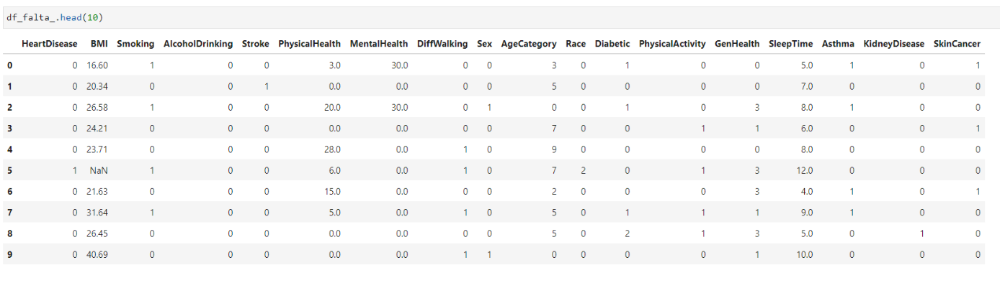 df_falta_.head(10)
HeartDisease BMI Smoking AlcoholDrinking Stroke PhysicalHealth MentalHealth DiffWalking Sex AgeCategory Race Diabetic PhysicalActivity GenHealth SleepTime Asthma KidneyDisease SkinCancer
0 0 16.60 1 0 0 3.0 30.0 0 0 3 0 1 0 0 5.0 1 0 1
1 0 20.34 0 0 1 0.0 0.0 0 0 5 0 0 0 0 7.0 0 0 0
2 0 26.58 1 0 0 20.0 30.0 0 1 0 0 1 0 3 8.0 1 0 0
3 0 24.21 0 0 0 0.0 0.0 0 0 7 0 0 1 1 6.0 0 0 1
4 0 23.71 0 0 0 28.0 0.0 1 0 9 0 0 0 0 8.0 0 0 0
5 1 NaN 1 0 0 6.0 0.0 1 0 7 2 0 1 3 12.0 0 0 0
6 0 21.63 0 0 0 15.0 0.0 0 0 2 0 0 0 3 4.0 1 0 1
7 0 31.64 1 0 0 5.0 0.0 1 0 5 0 1 1 1 9.0 1 0 0
8 0 26.45 0 0 0 0.0 0.0 0 0 5 0 2 1 3 5.0 0 1 0
9 0 40.69 0 0 0 0.0 0.0 1 1 0 0 0 0 1 10.0 0 0 0